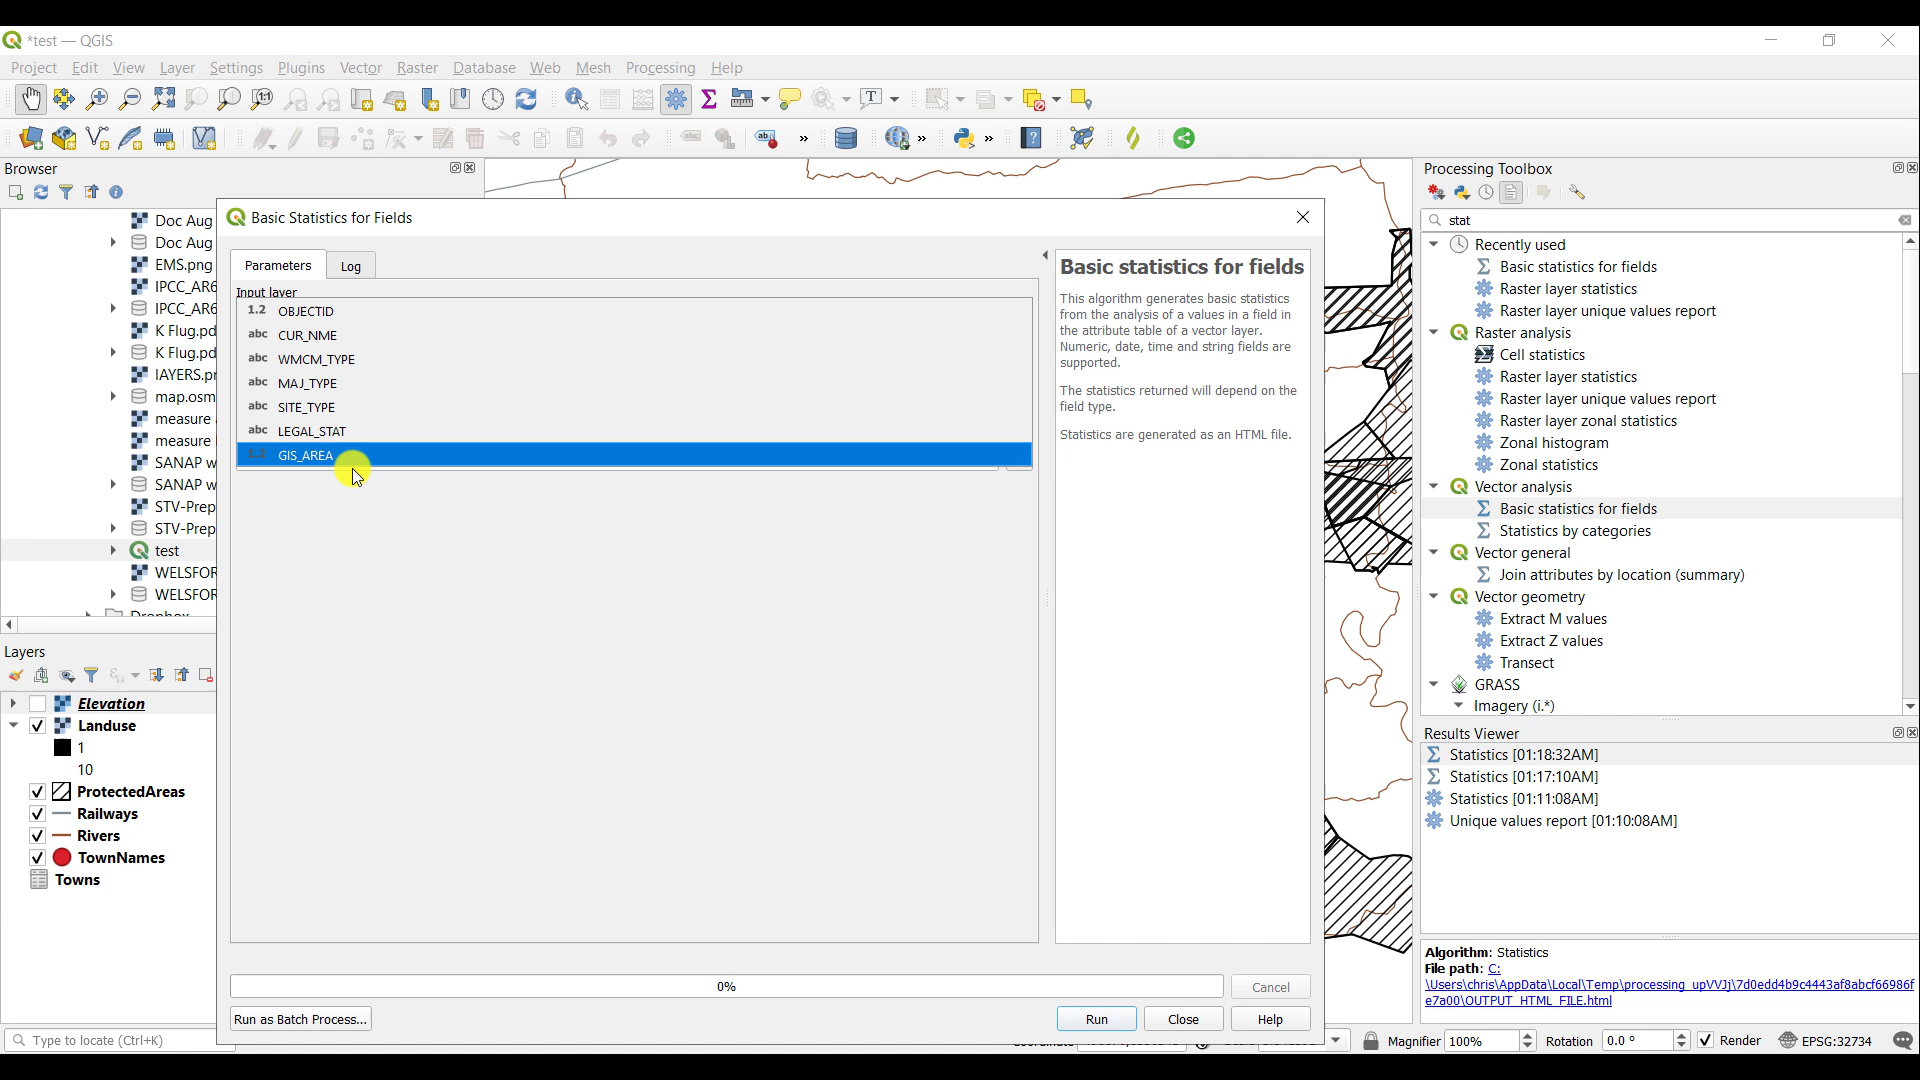 *test — QGIS
Project Edit View Layer Settings Plugins Vector Raster Database Web Mesh Processing Help
Browser
Doc Aug
Doc Aug
EMS.png
IPCC_AR6
IPCC_AR6
K Flug.pd
K Flug.pd
lAYERS.pr
map.osm
measure
measure
SANAP w
SANAP w
STV-Prep
STV-Prep
test
WELSFOR
WELSFOR
Layers
Elevation
Landuse
1
10
ProtectedAreas
Railways
Rivers
TownNames
Towns
Type to locate (Ctrl+K)
Basic Statistics for Fields
Parameters Log
Input layer
1.2 OBJECTID
abc CUR_NME
abc WMCM_TYPE
abc MAJ_TYPE
abc SITE_TYPE
abc LEGAL_STAT
1.2 GIS_AREA
Basic statistics for fields
This algorithm generates basic statistics
from the analysis of a values in a field in
the attribute table of a vector layer.
Numeric, date, time and string fields are
supported.
The statistics returned will depend on the
field type.
Statistics are generated as an HTML file.
0%
Cancel
Run as Batch Process...
Run Close Help
Processing Toolbox
stat
Recently used
Basic statistics for fields
Raster layer statistics
Raster layer unique values report
Raster analysis
Cell statistics
Raster layer statistics
Raster layer unique values report
Raster layer zonal statistics
Zonal histogram
Zonal statistics
Vector analysis
Basic statistics for fields
Statistics by categories
Vector general
Join attributes by location (summary)
Vector geometry
Extract M values
Extract Z values
Transect
GRASS
Imagery (i.*)
Results Viewer
Statistics [01:18:32AM]
Statistics [01:17:10AM]
Statistics [01:11:08AM]
Unique values report [01:10:08AM]
Algorithm: Statistics
File path: C:
\Users\chris\AppData\Local\Temp\processing_upVVJj\7d0edd4b9c4443af8abcf66986f
e7a00\OUTPUT_HTML_FILE.html
Magnifier 100% Rotation 0.0 ° Render EPSG:32734